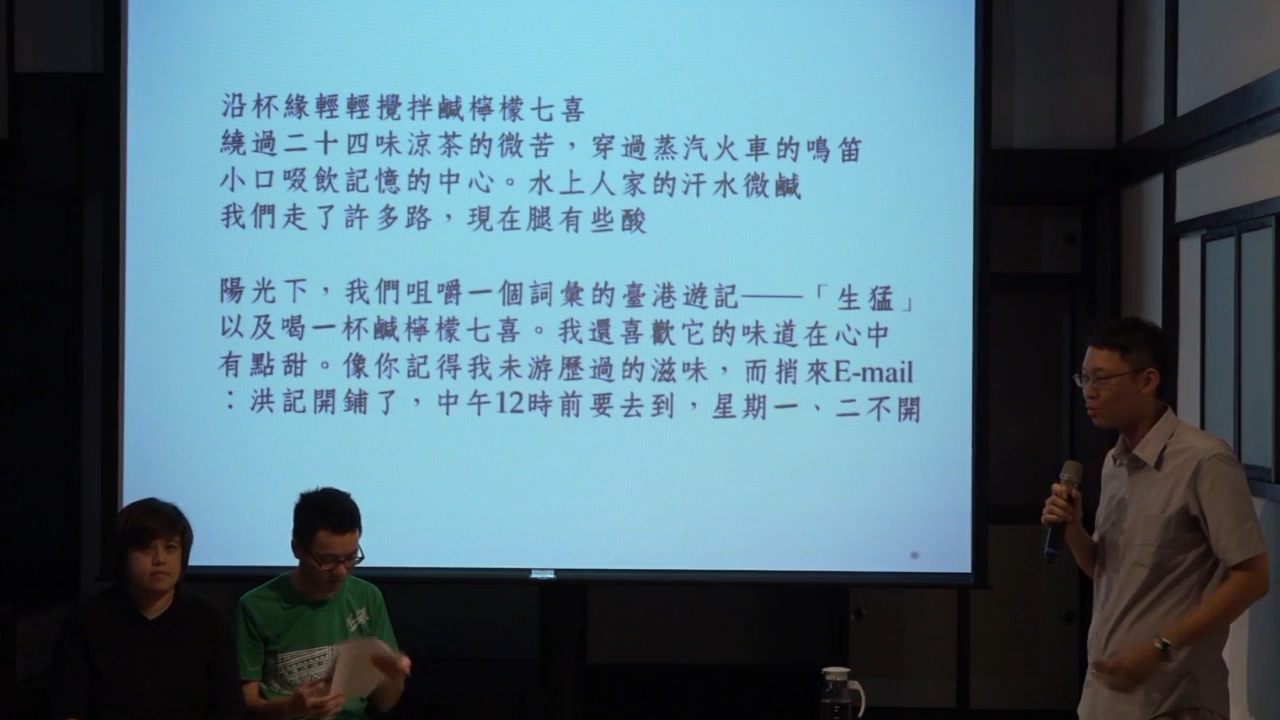 沿杯緣輕輕攪拌鹹檸檬七喜
繞過二十四味涼茶的微苦，穿過蒸汽火車的鳴笛
小口啜飲記憶的中心。水上人家的汗水微鹹
我們走了許多路，現在腿有些酸
陽光下，我們咀嚼一個詞彙的臺港遊記——「生猛」
以及喝一杯鹹檸檬七喜。我還喜歡它的味道在心中
有點甜。像你記得我未游歷過的滋味，而捎來E-mail
：洪記開鋪了，中午12時前要去到，星期一、二不開